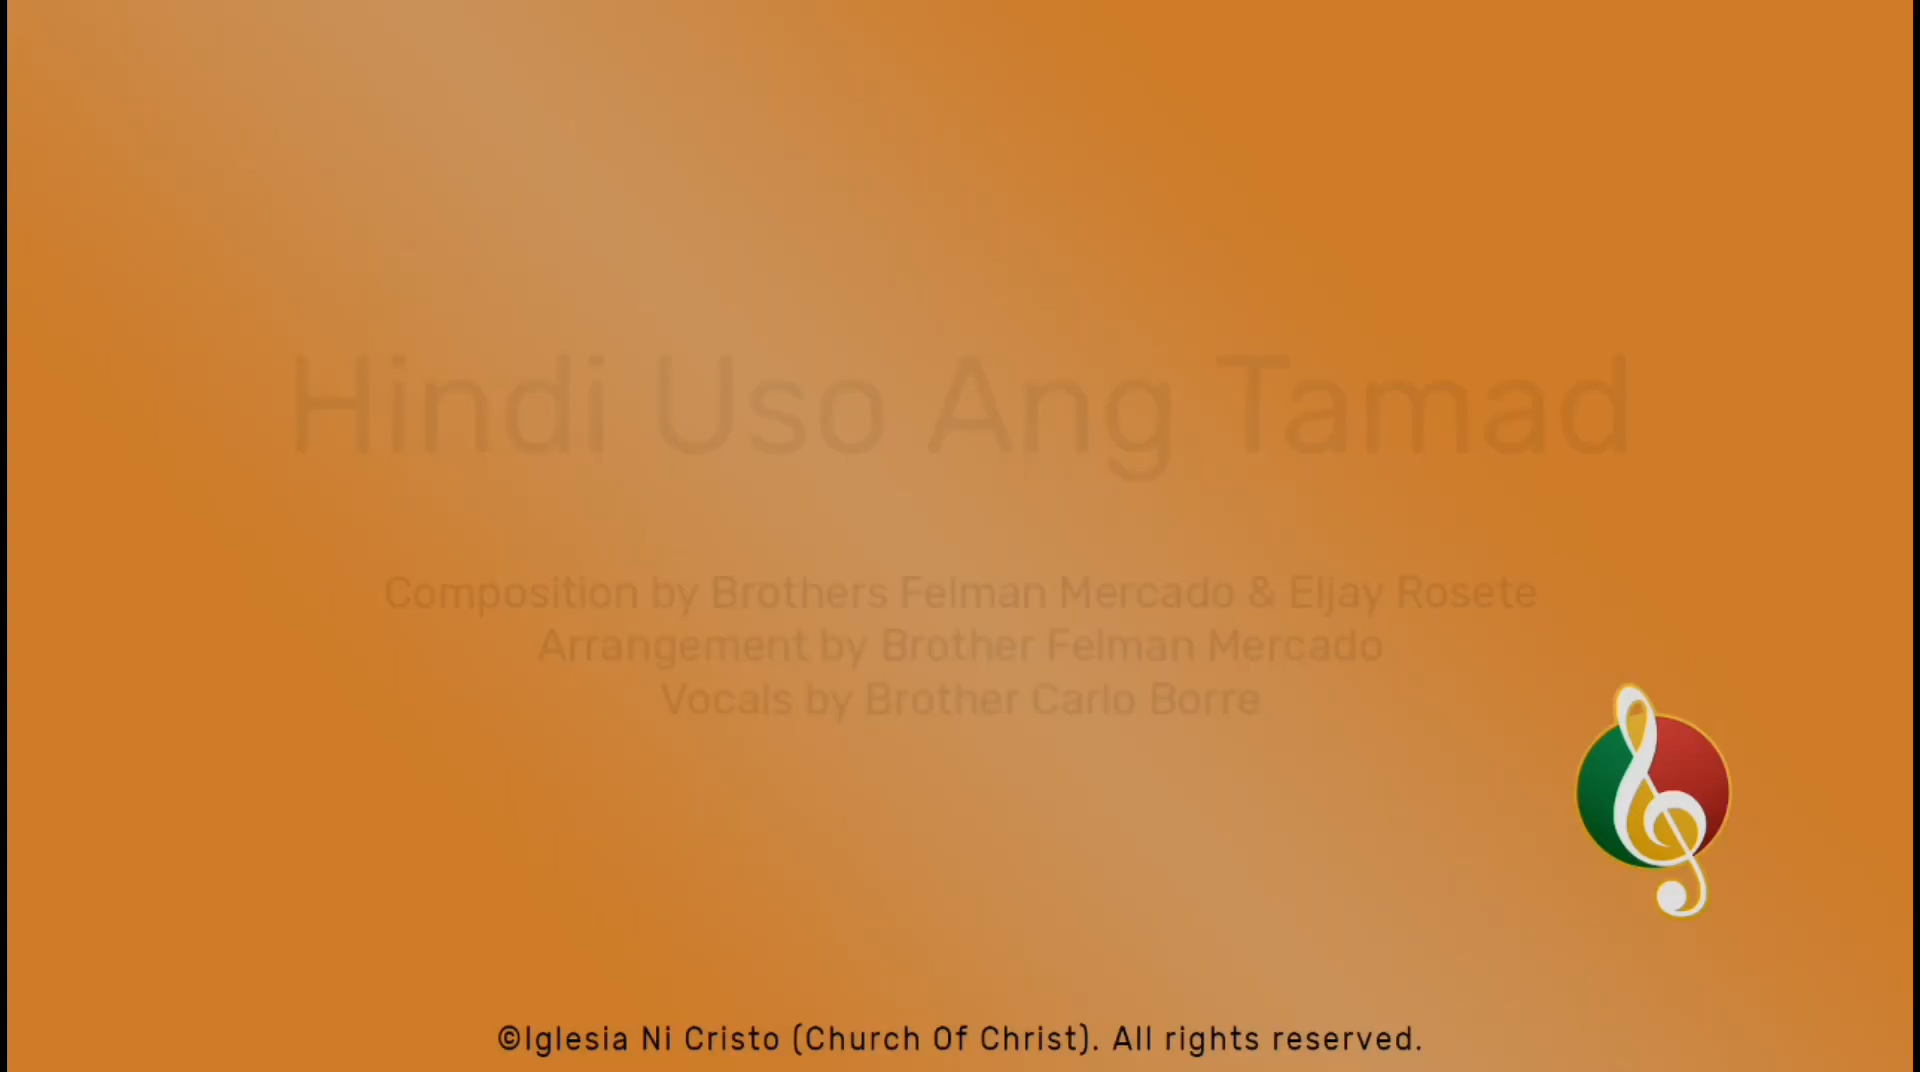 Hindi Uso Ang Tamad
Composition by Brothers Felman Mercado & Eljay Rosete
Arrangement by Brother Felman Mercado
Vocals by Brother Carlo Borre
©Iglesia Ni Cristo (Church Of Christ). All rights reserved.